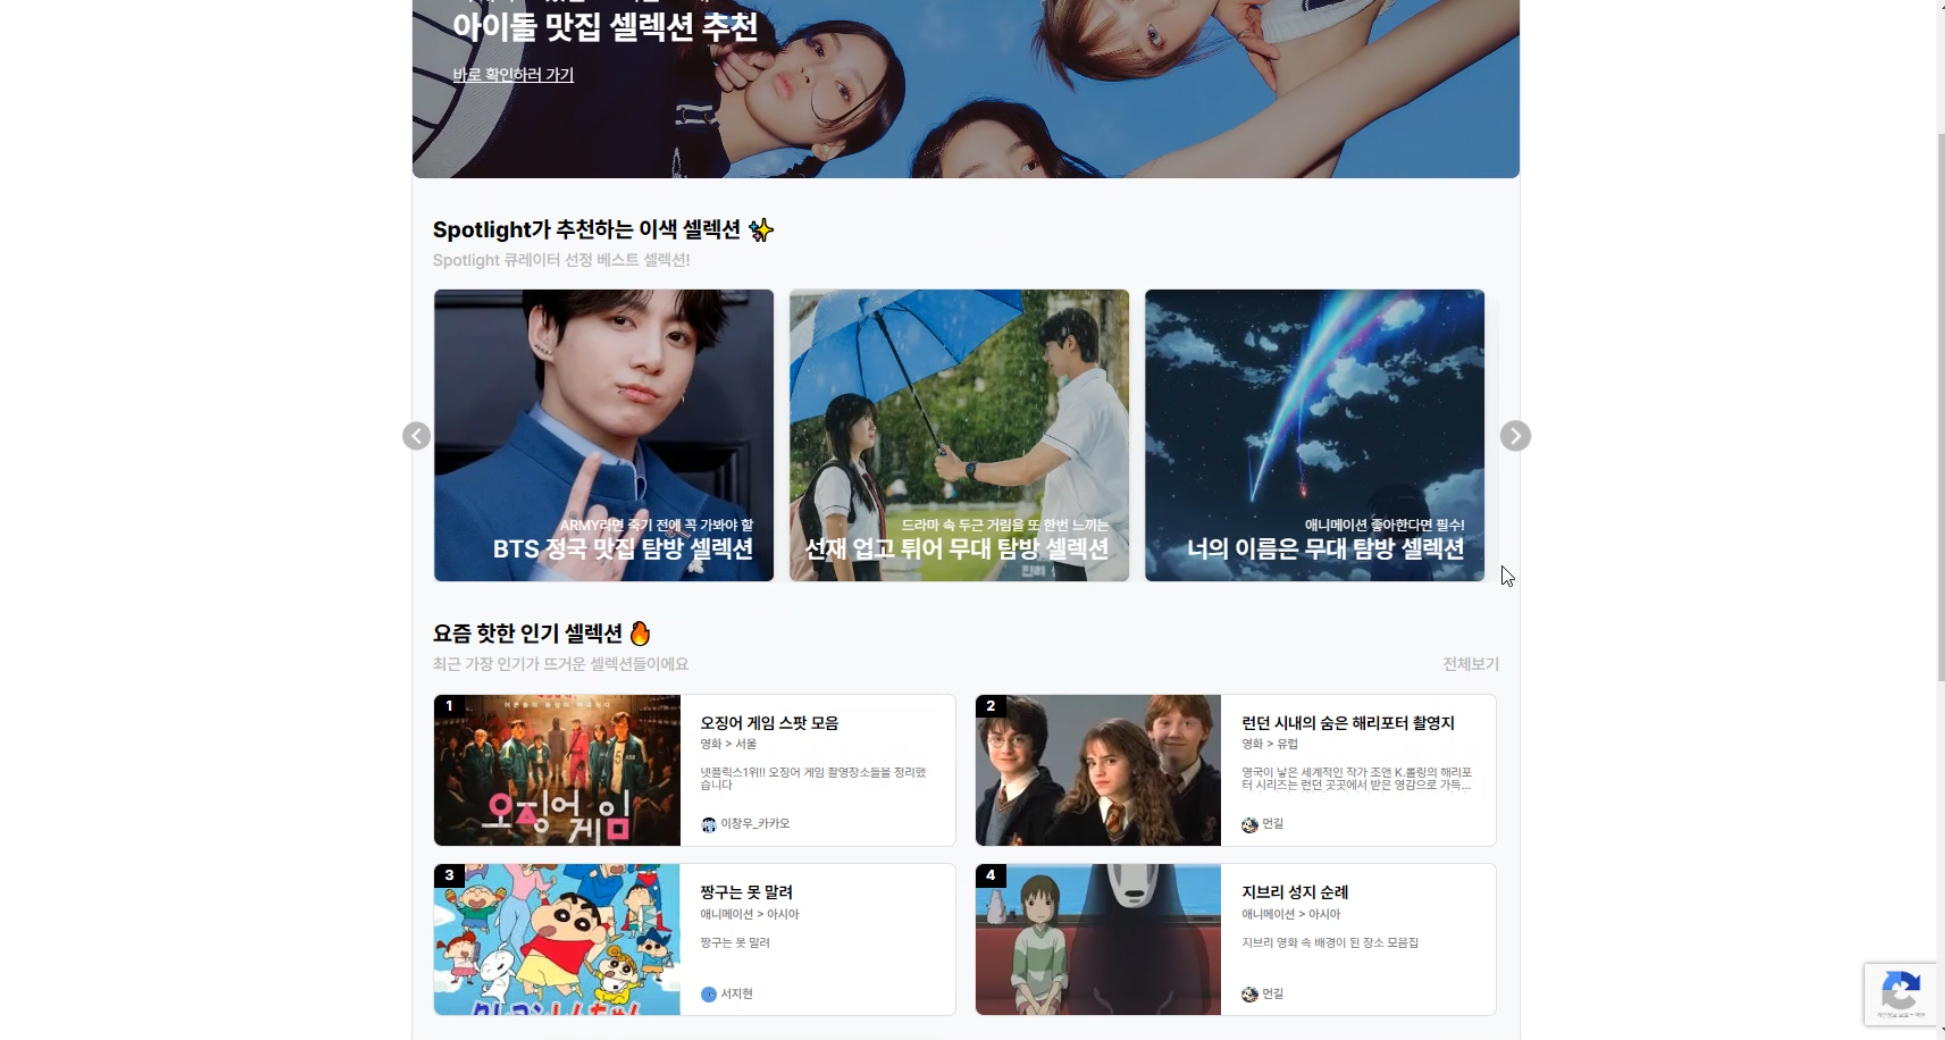 아이돌 맛집 셀렉션 추천
바로 확인하러 가기
Spotlight가 추천하는 이색 셀렉션 ✨
Spotlight 큐레이터 선정 베스트 셀렉션!
ARMY라면 죽기 전에 꼭 가봐야 할
BTS 정국 맛집 탐방 셀렉션
드라마 속 두근 거림을 또 한번 느끼는
선재 업고 튀어 무대 탐방 셀렉션
애니메이션 좋아한다면 필수!
너의 이름은 무대 탐방 셀렉션
요즘 핫한 인기 셀렉션 🔥
최근 가장 인기가 뜨거운 셀렉션들이에요
전체보기
1
오징어 게임
오징어 게임 스팟 모음
영화 > 서울
넷플릭스1위!! 오징어 게임 촬영장소들을 정리했
습니다
이창우_카카오
2
런던 시내의 숨은 해리포터 촬영지
영화 > 유럽
영국이 낳은 세계적인 작가 조앤 K.롤링의 해리포
터 시리즈는 런던 곳곳에서 받은 영감으로 가득...
먼길
3
짱구는 못 말려
애니메이션 > 아시아
짱구는 못 말려
서지현
4
지브리 성지 순례
애니메이션 > 아시아
지브리 영화 속 배경이 된 장소 모음집
먼길